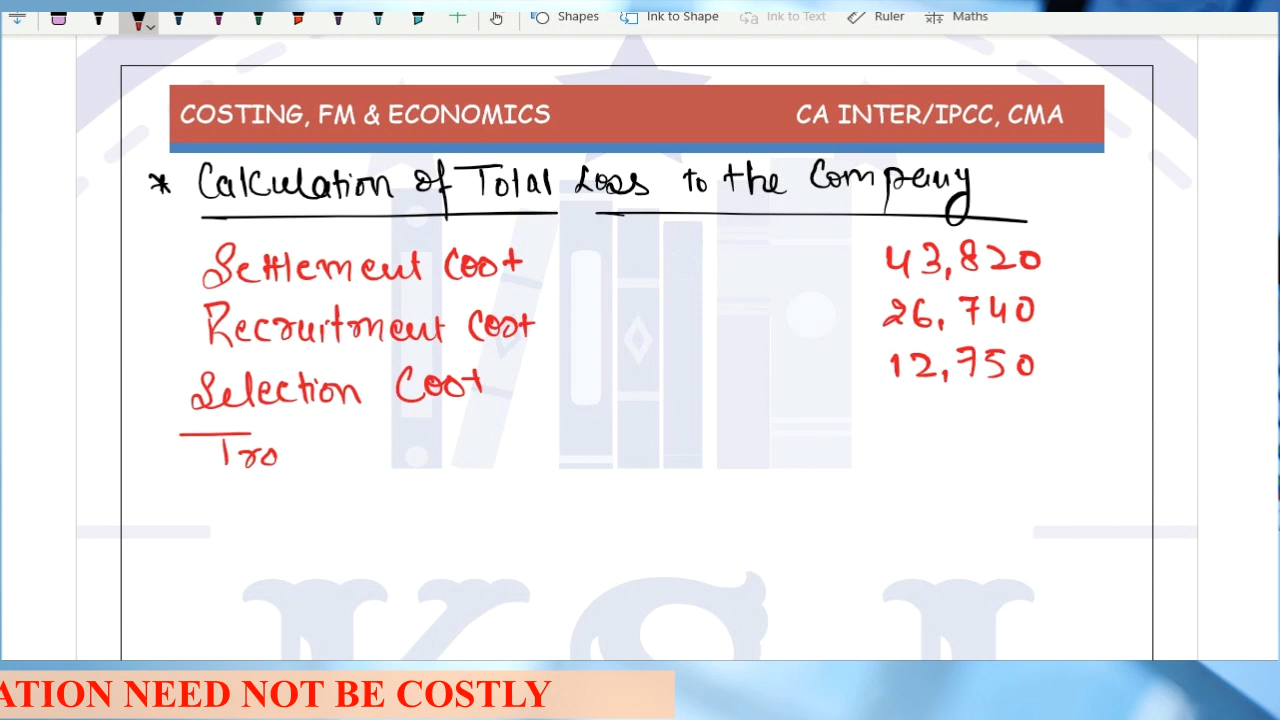 Shapes Ink to Shape Ink to Text Ruler Maths
COSTING, FM & ECONOMICS CA INTER/IPCC, CMA
* Calculation of Total Loss to the Company
Settlement Cost 43,820
Recruitment Cost 26,740
Selection Cost 12,750
Tra
KSJ
ATION NEED NOT BE COSTLY